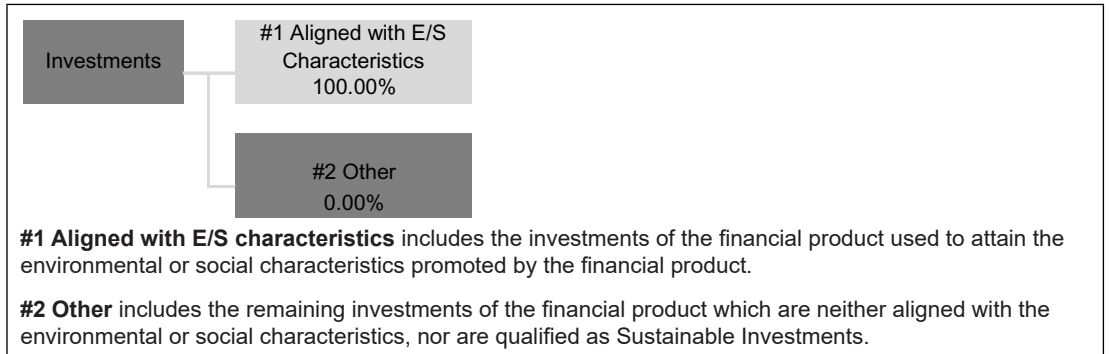 Investments
#1 Aligned with E/S
Characteristics
100.00%
#2 Other
0.00%
#1 Aligned with E/S characteristics includes the investments of the financial product used to attain the
environmental or social characteristics promoted by the financial product.
#2 Other includes the remaining investments of the financial product which are neither aligned with the
environmental or social characteristics, nor are qualified as Sustainable Investments.